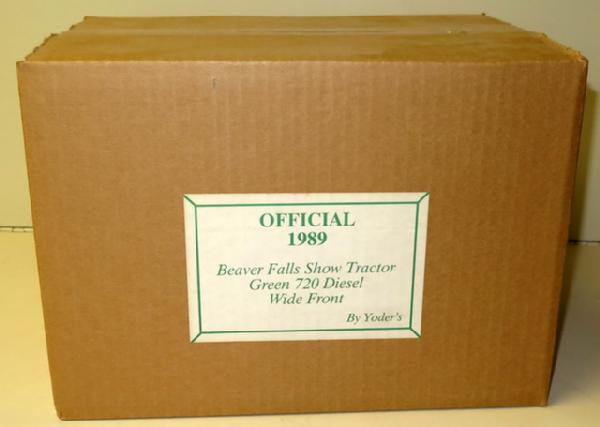 OFFICIAL
1989
Beaver Falls Show Tractor
Green 720 Diesel
Wide Front
By Yoder's